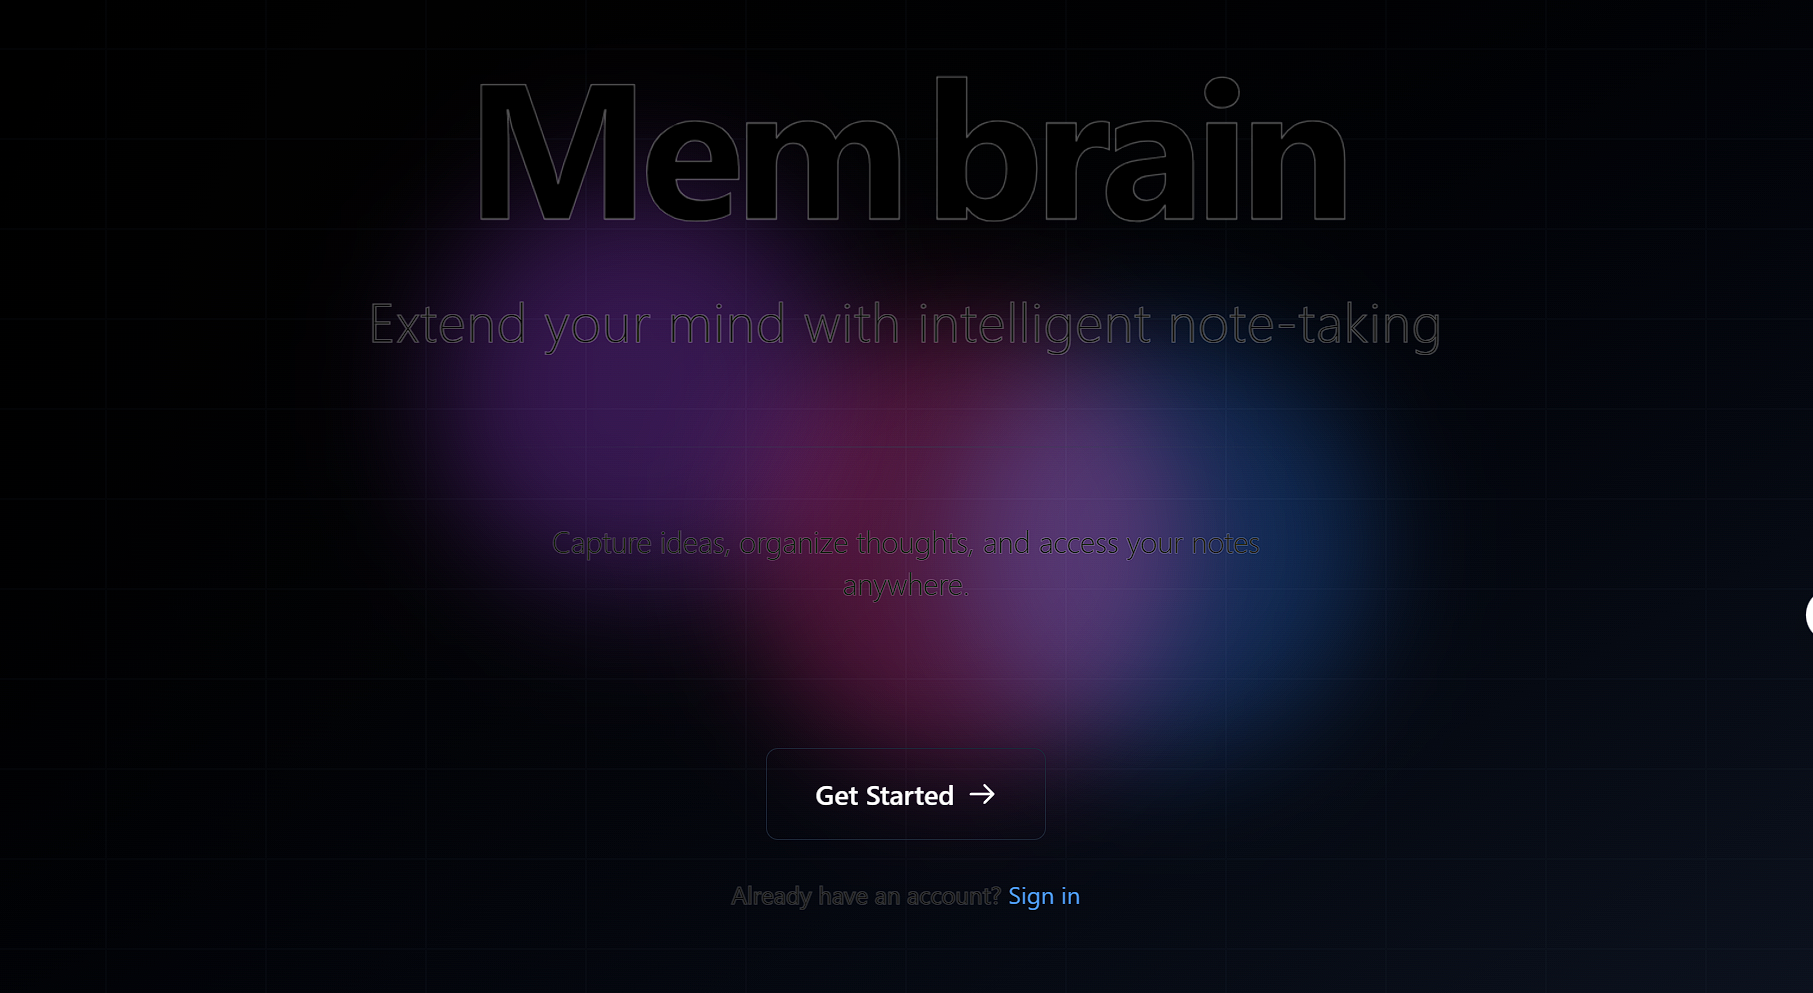 Mem brain
Extend your mind with intelligent note-taking
Capture ideas, organize thoughts, and access your notes
anywhere.
Get Started →
Already have an account? Sign in